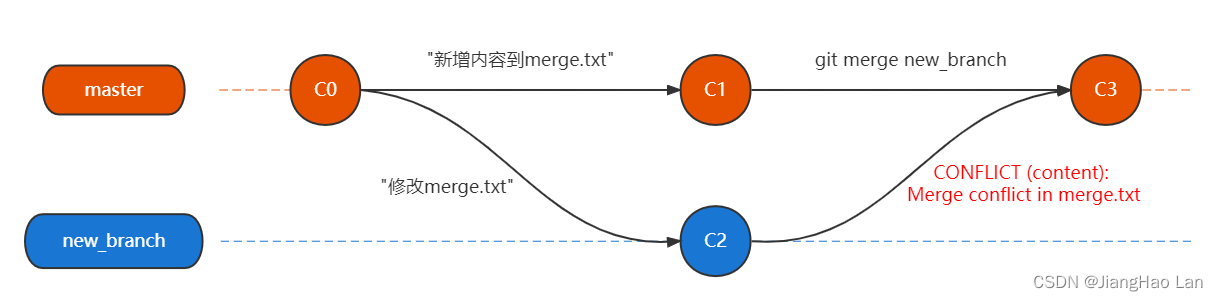 "新增内容到merge.txt"
git merge new_branch
master
C0
C1
C3
"修改merge.txt"
CONFLICT (content):
Merge conflict in merge.txt
new_branch
C2
CSDN @JiangHao Lan